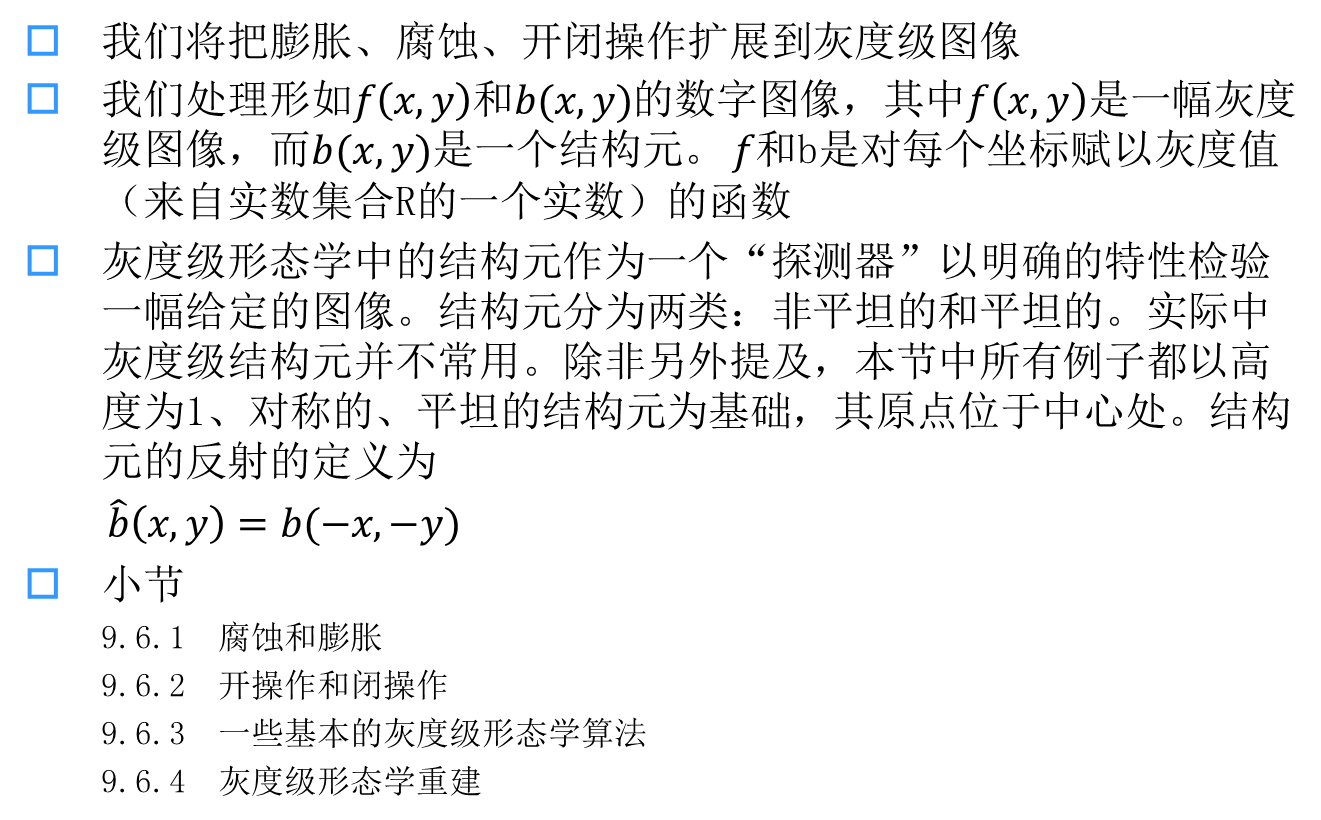 我们将把膨胀、腐蚀、开闭操作扩展到灰度级图像
我们处理形如f(x,y)和b(x,y)的数字图像，其中f(x,y)是一幅灰度
级图像，而b(x,y)是一个结构元。f和b是对每个坐标赋以灰度值
（来自实数集合R的一个实数）的函数
灰度级形态学中的结构元作为一个“探测器”以明确的特性检验
一幅给定的图像。结构元分为两类：非平坦的和平坦的。实际中
灰度级结构元并不常用。除非另外提及，本节中所有例子都以高
度为1、对称的、平坦的结构元为基础，其原点位于中心处。结构
元的反射的定义为
b̂(x,y) = b(−x,−y)
小节
9.6.1 腐蚀和膨胀
9.6.2 开操作和闭操作
9.6.3 一些基本的灰度级形态学算法
9.6.4 灰度级形态学重建